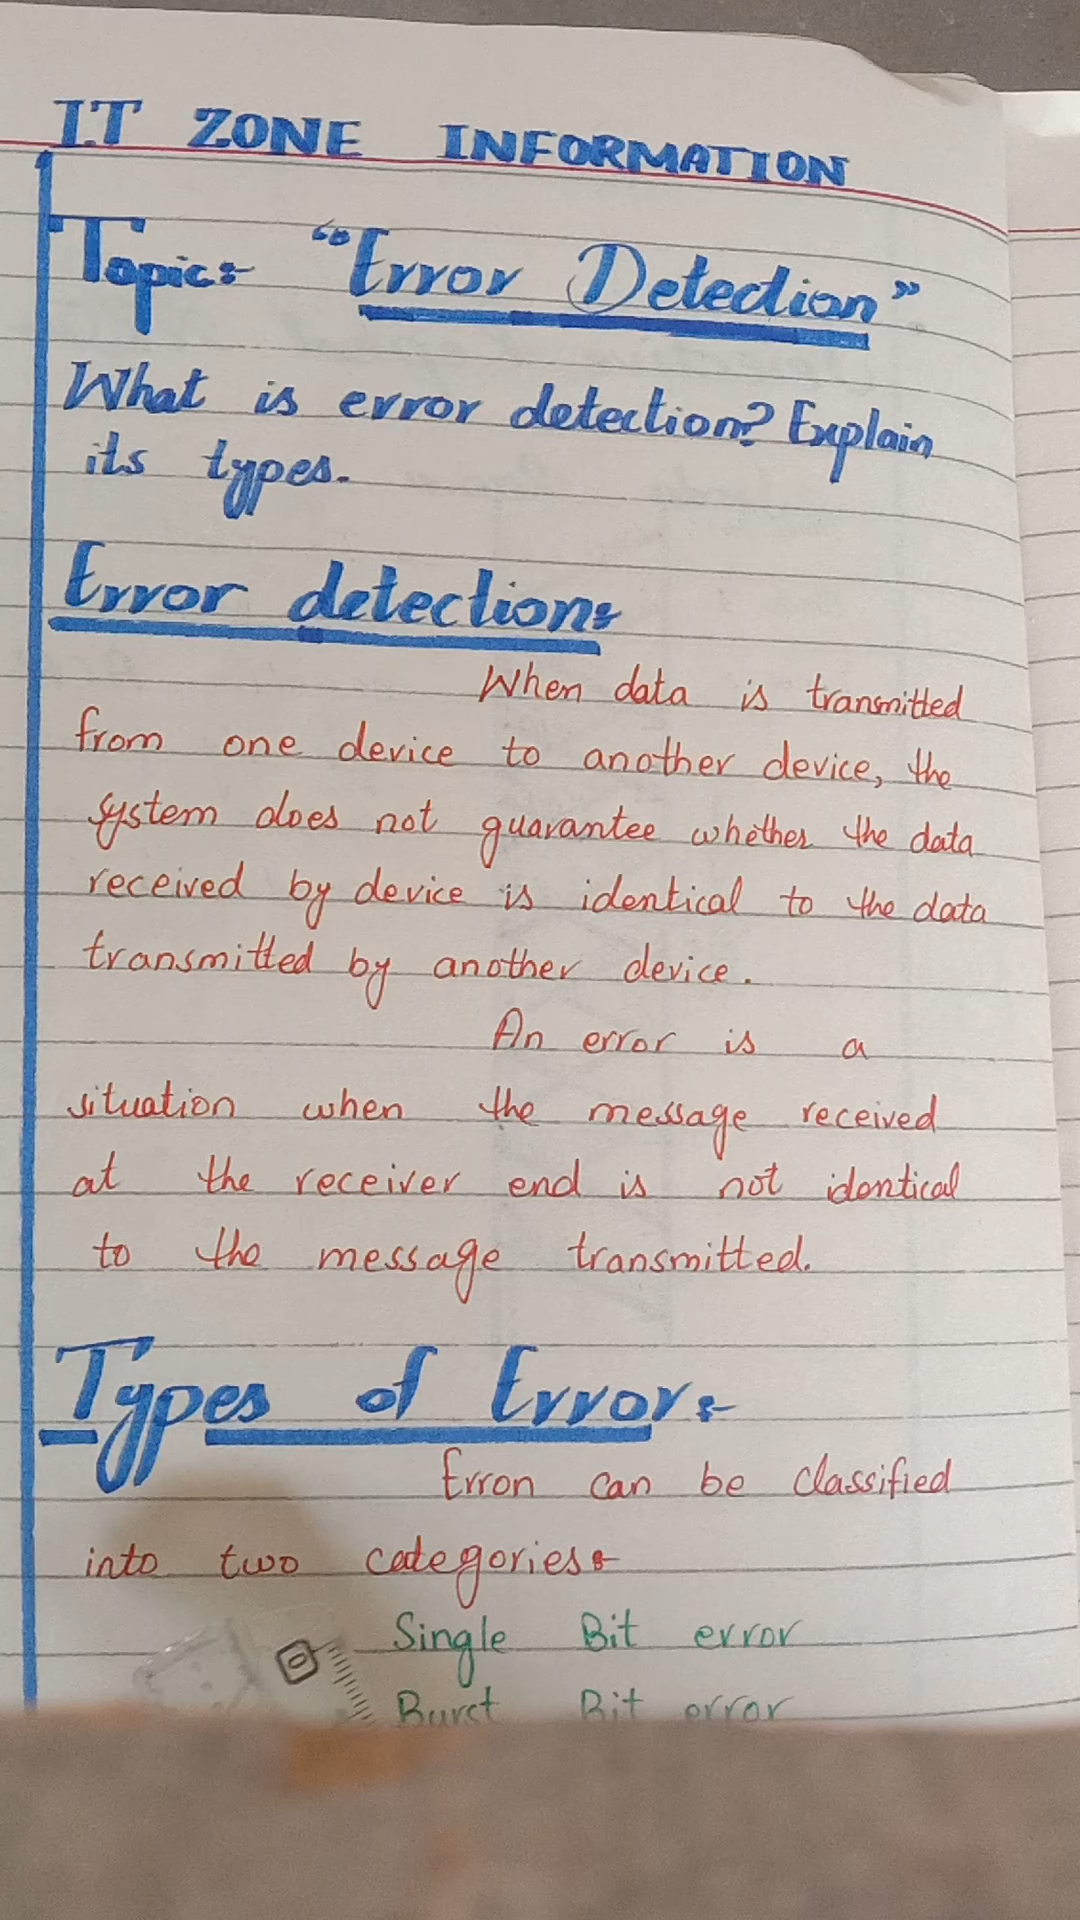 I.T ZONE INFORMATION
Topic:- "Error Detection"
What is error detection? Explain
its types.
Error detection:
When data is transmitted
from one device to another device, the
system does not guarantee whether the data
received by device is identical to the data
transmitted by another device.
An error is a
situation when the message received
at the receiver end is not identical
to the message transmitted.
Types of Error:-
Erron can be classified
into two categories:-
Single Bit error
Burst Bit error